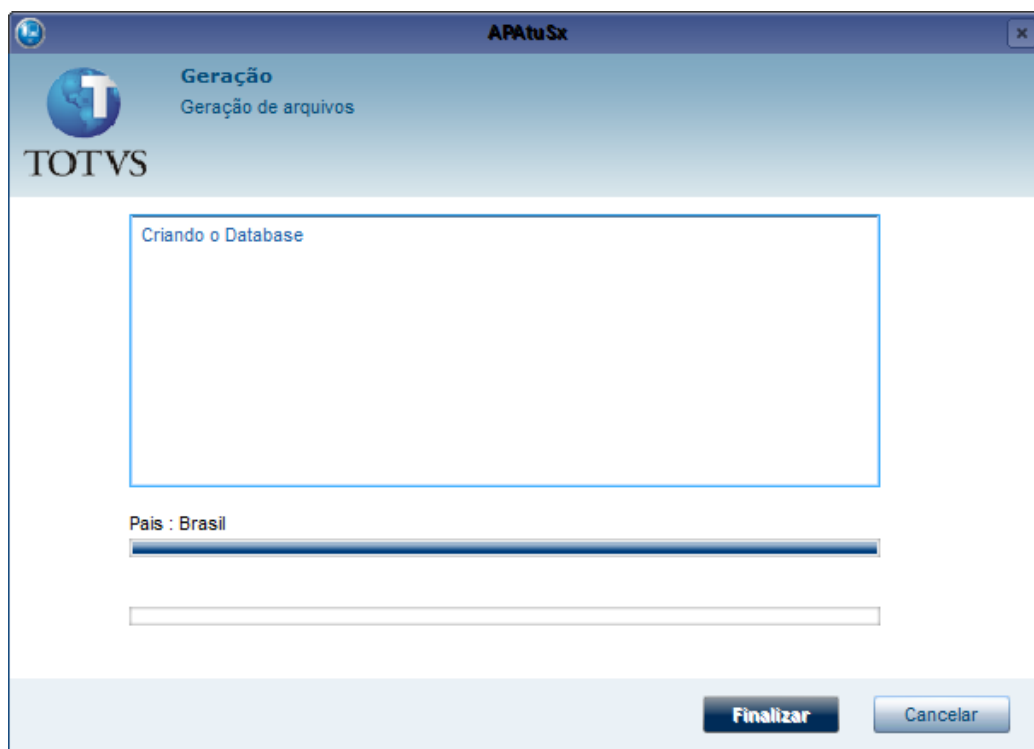 APAtuSx
Geração
Geração de arquivos
TOTVS
Criando o Database
Pais : Brasil
Finalizar
Cancelar